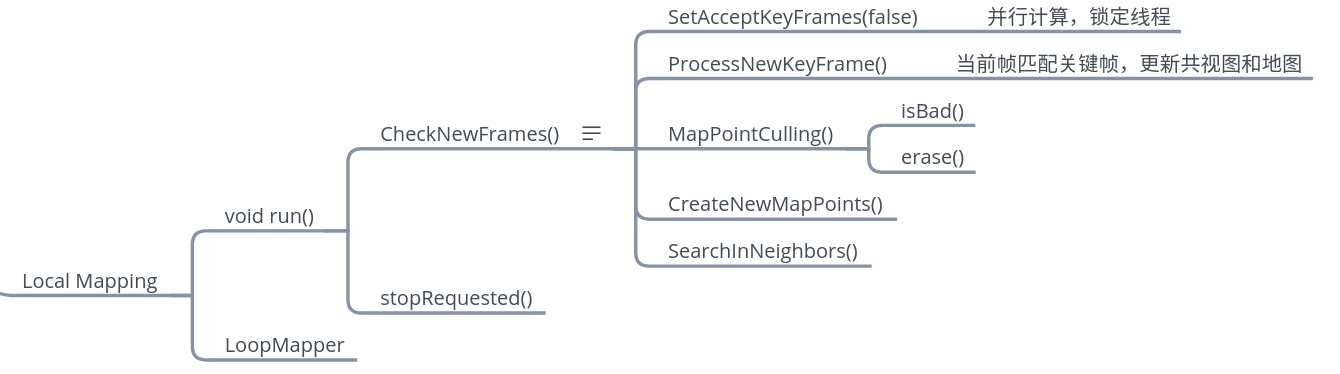 SetAcceptKeyFrames(false) 并行计算，锁定线程
ProcessNewKeyFrame() 当前帧匹配关键帧，更新共视图和地图
isBad()
CheckNewFrames() MapPointCulling()
erase()
CreateNewMapPoints()
void run()
SearchInNeighbors()
Local Mapping
stopRequested()
LoopMapper